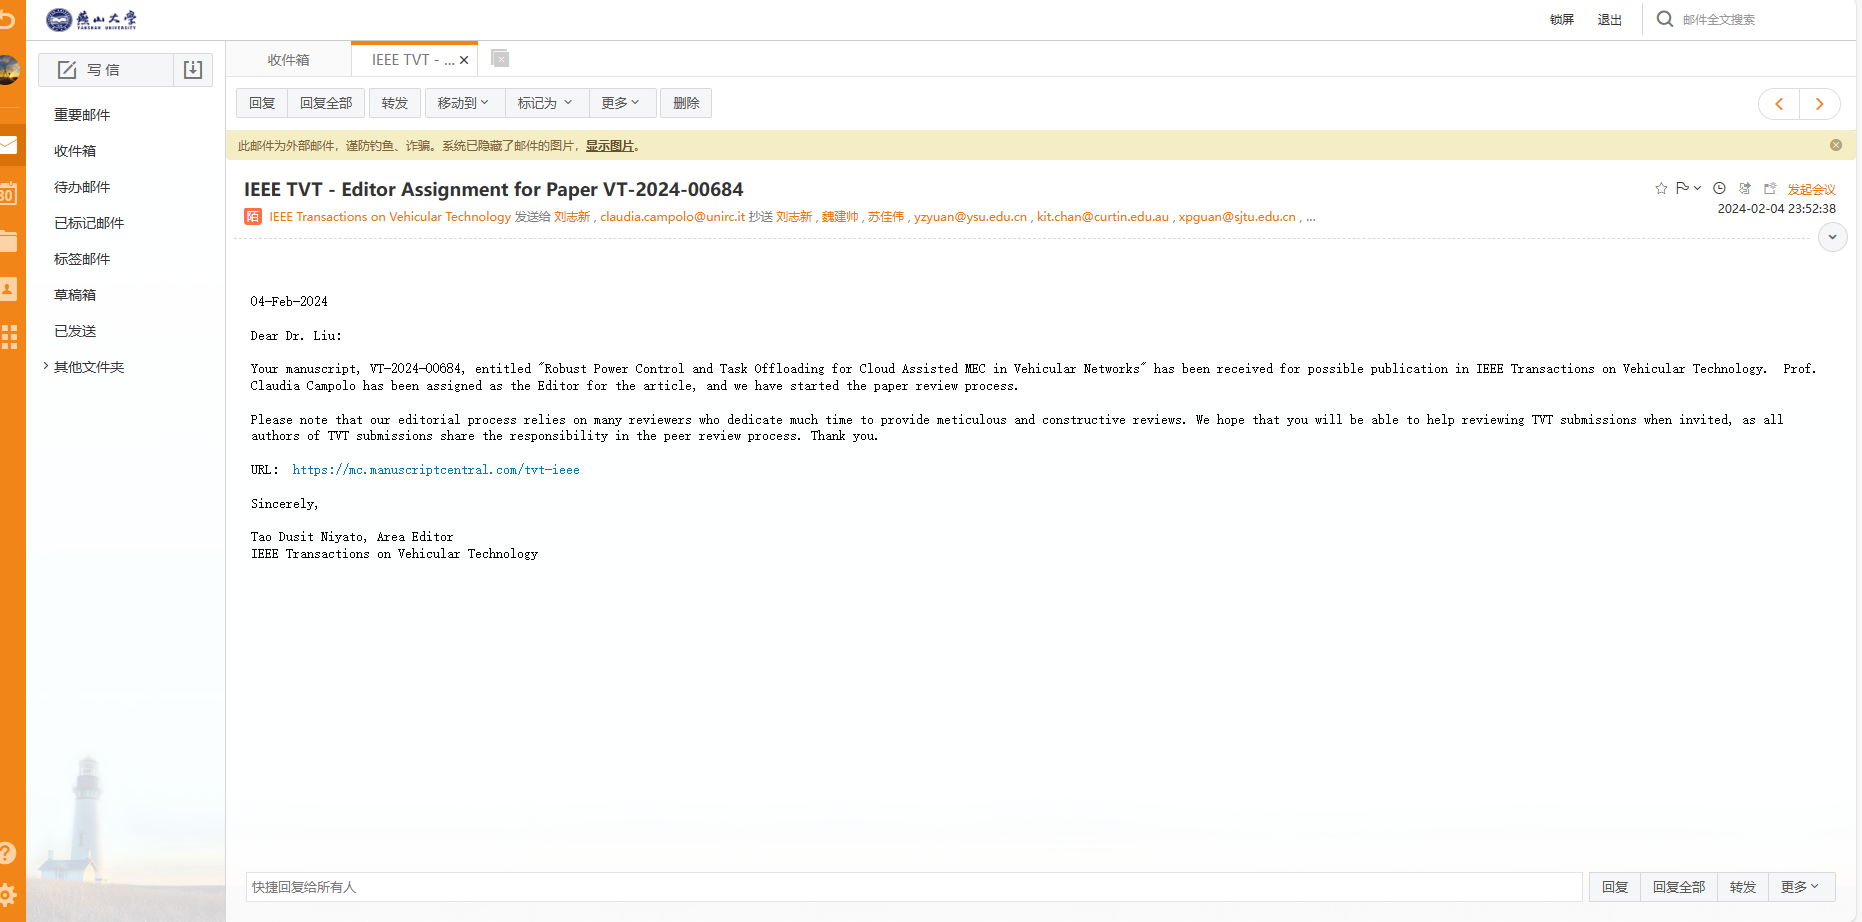 燕山大学
YANSHAN UNIVERSITY
锁屏 退出 邮件全文搜索
写 信
重要邮件
收件箱
待办邮件
已标记邮件
标签邮件
草稿箱
已发送
其他文件夹
30
收件箱 IEEE TVT - ...
回复 回复全部 转发 移动到 标记为 更多 删除
此邮件为外部邮件，谨防钓鱼、诈骗。系统已隐藏了邮件的图片，显示图片。
IEEE TVT - Editor Assignment for Paper VT-2024-00684
发起会议
陌 IEEE Transactions on Vehicular Technology 发送给 刘志新 , claudia.campolo@unirc.it 抄送 刘志新 , 魏建帅 , 苏佳伟 , yzyuan@ysu.edu.cn , kit.chan@curtin.edu.au , xpguan@sjtu.edu.cn , ...
2024-02-04 23:52:38
04-Feb-2024
Dear Dr. Liu:
Your manuscript, VT-2024-00684, entitled "Robust Power Control and Task Offloading for Cloud Assisted MEC in Vehicular Networks" has been received for possible publication in IEEE Transactions on Vehicular Technology.  Prof.
Claudia Campolo has been assigned as the Editor for the article, and we have started the paper review process.
Please note that our editorial process relies on many reviewers who dedicate much time to provide meticulous and constructive reviews. We hope that you will be able to help reviewing TVT submissions when invited, as all
authors of TVT submissions share the responsibility in the peer review process. Thank you.
URL:  https://mc.manuscriptcentral.com/tvt-ieee
Sincerely,
Tao Dusit Niyato, Area Editor
IEEE Transactions on Vehicular Technology
快捷回复给所有人
回复 回复全部 转发 更多